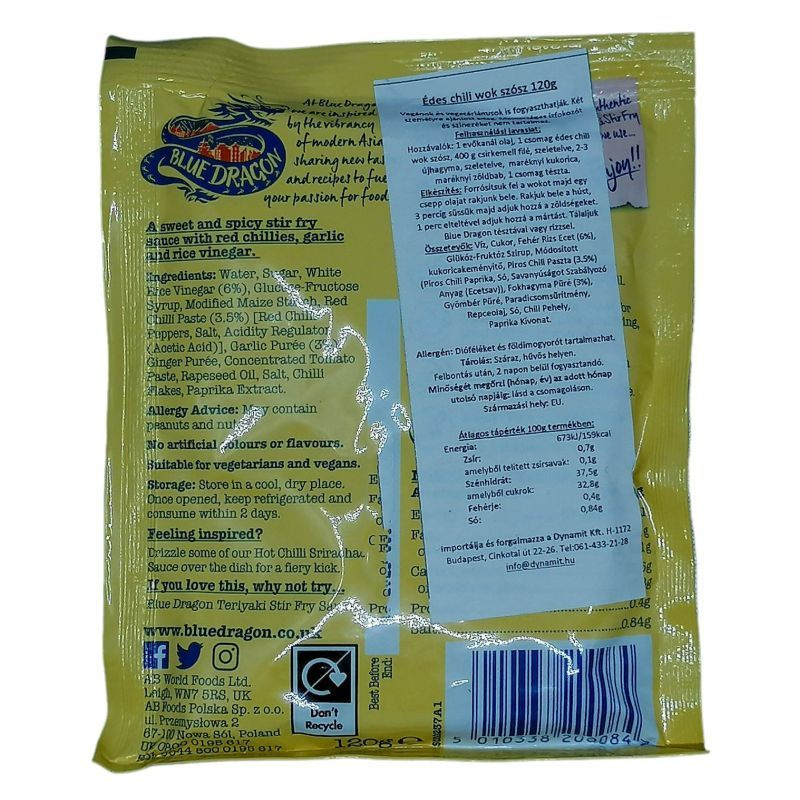 BLUE DRAGON
At Blue Drago
we are inspired
by the vibrancy
of modern Asia
sharing new tas
and recipes to fue
your passion for food
A sweet and spicy stir fry
sauce with red chillies, garlic
and rice vinegar.
Ingredients: Water, Sugar, White
Rice Vinegar (6%), Glucose-Fructose
Syrup, Modified Maize Starch, Red
Chilli Paste (3.5%) [Red Chilli
Peppers, Salt, Acidity Regulator
(Acetic Acid)], Garlic Purée (3%)
Ginger Purée, Concentrated Tomato
Paste, Rapeseed Oil, Salt, Chilli
Flakes, Paprika Extract.
Allergy Advice: May contain
peanuts and nuts
No artificial colours or flavours.
Suitable for vegetarians and vegans.
Storage: Store in a cool, dry place.
Once opened, keep refrigerated and
consume within 2 days.
Feeling inspired?
Drizzle some of our Hot Chilli Sriracha
Sauce over the dish for a fiery kick.
If you love this, why not try...
Blue Dragon Teriyaki Stir Fry Sau
www.bluedragon.co.uk
AB World Foods Ltd.
Leigh, WN7 5RS, UK
AB Foods Polska Sp. z o.o.
ul. Przemysłowa 2
67-100 Nowa Sól, Poland
UK 0800 0195 617
0044 800 0195 617
Don't
Recycle
120g e
Best Before
End:
Édes chili wok szósz 120g
Vegánok és vegetáriánusok is fogyaszthatják. Két
és színezéket nem tartalmaz.
Felhasználási javaslat:
Hozzávalók: 1 evőkanál olaj, 1 csomag édes chili
wok szósz, 400 g csirkemell filé, szeletelve, 2-3
újhagyma, szeletelve, maréknyi kukorica,
maréknyi zöldbab, 1 csomag tészta.
Elkészítés: Forrósítsuk fel a wokot majd egy
csepp olajat rakjunk bele. Rakjuk bele a húst,
3 percig süssük majd adjuk hozzá a zöldségeket.
1 perc elteltével adjuk hozzá a mártást. Tálaljuk
Blue Dragon tésztával vagy rizzsel.
Összetevők: Víz, Cukor, Fehér Rizs Ecet (6%),
Glükóz-Fruktóz Szirup, Módosított
kukoricakeményítő, Piros Chili Paszta (3.5%)
(Piros Chili Paprika, Só, Savanyúságot Szabályozó
Anyag (Ecetsav)), Fokhagyma Püré (3%),
Gyömbér Püré, Paradicsomsűrítmény,
Repceolaj, Só, Chili Pehely,
Paprika Kivonat.
Allergén: Dióféléket és földimogyorót tartalmazhat.
Tárolás: Száraz, hűvös helyen.
Felbontás után, 2 napon belül fogyasztandó.
Minőségét megőrzi (hónap, év) az adott hónap
utolsó napjáig: lásd a csomagoláson.
Származási hely: EU.
Átlagos tápérték 100g termékben:
Energia: 673kJ/159kcal
Zsír: 0,7g
amelyből telített zsírsavak: 0,1g
Szénhidrát: 37,5g
amelyből cukrok: 32,8g
Fehérje: 0,4g
Só: 0,84g
Importálja és forgalmazza a Dynamit Kft. H-1172
Budapest, Cinkotai út 22-26. Tel:061-433-21-28
info@dynamit.hu
0.4g
0.84g
5 010338 206084